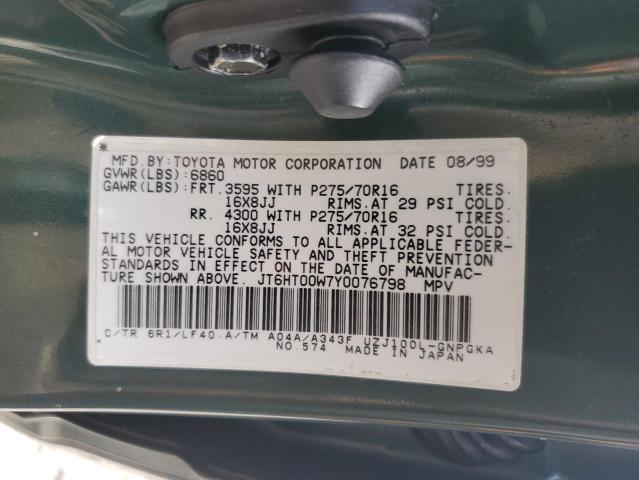 MFD.BY:TOYOTA MOTOR CORPORATION DATE 08/99
GVWR(LBS):6860
GAWR(LBS):FRT.3595 WITH P275/70R16 TIRES.
16X8JJ RIMS.AT 29 PSI COLD.
RR. 4300 WITH P275/70R16 TIRES.
16X8JJ RIMS.AT 32 PSI COLD.
THIS VEHICLE CONFORMS TO ALL APPLICABLE FEDER-
AL MOTOR VEHICLE SAFETY AND THEFT PREVENTION
STANDARDS IN EFFECT ON THE DATE OF MANUFAC-
TURE SHOWN ABOVE. JT6HT00W7Y0076798 MPV
C/TR 6R1/LF40.A/TM A04A/A343F UZJ100L-GNPGKA
NO.574 MADE IN JAPAN